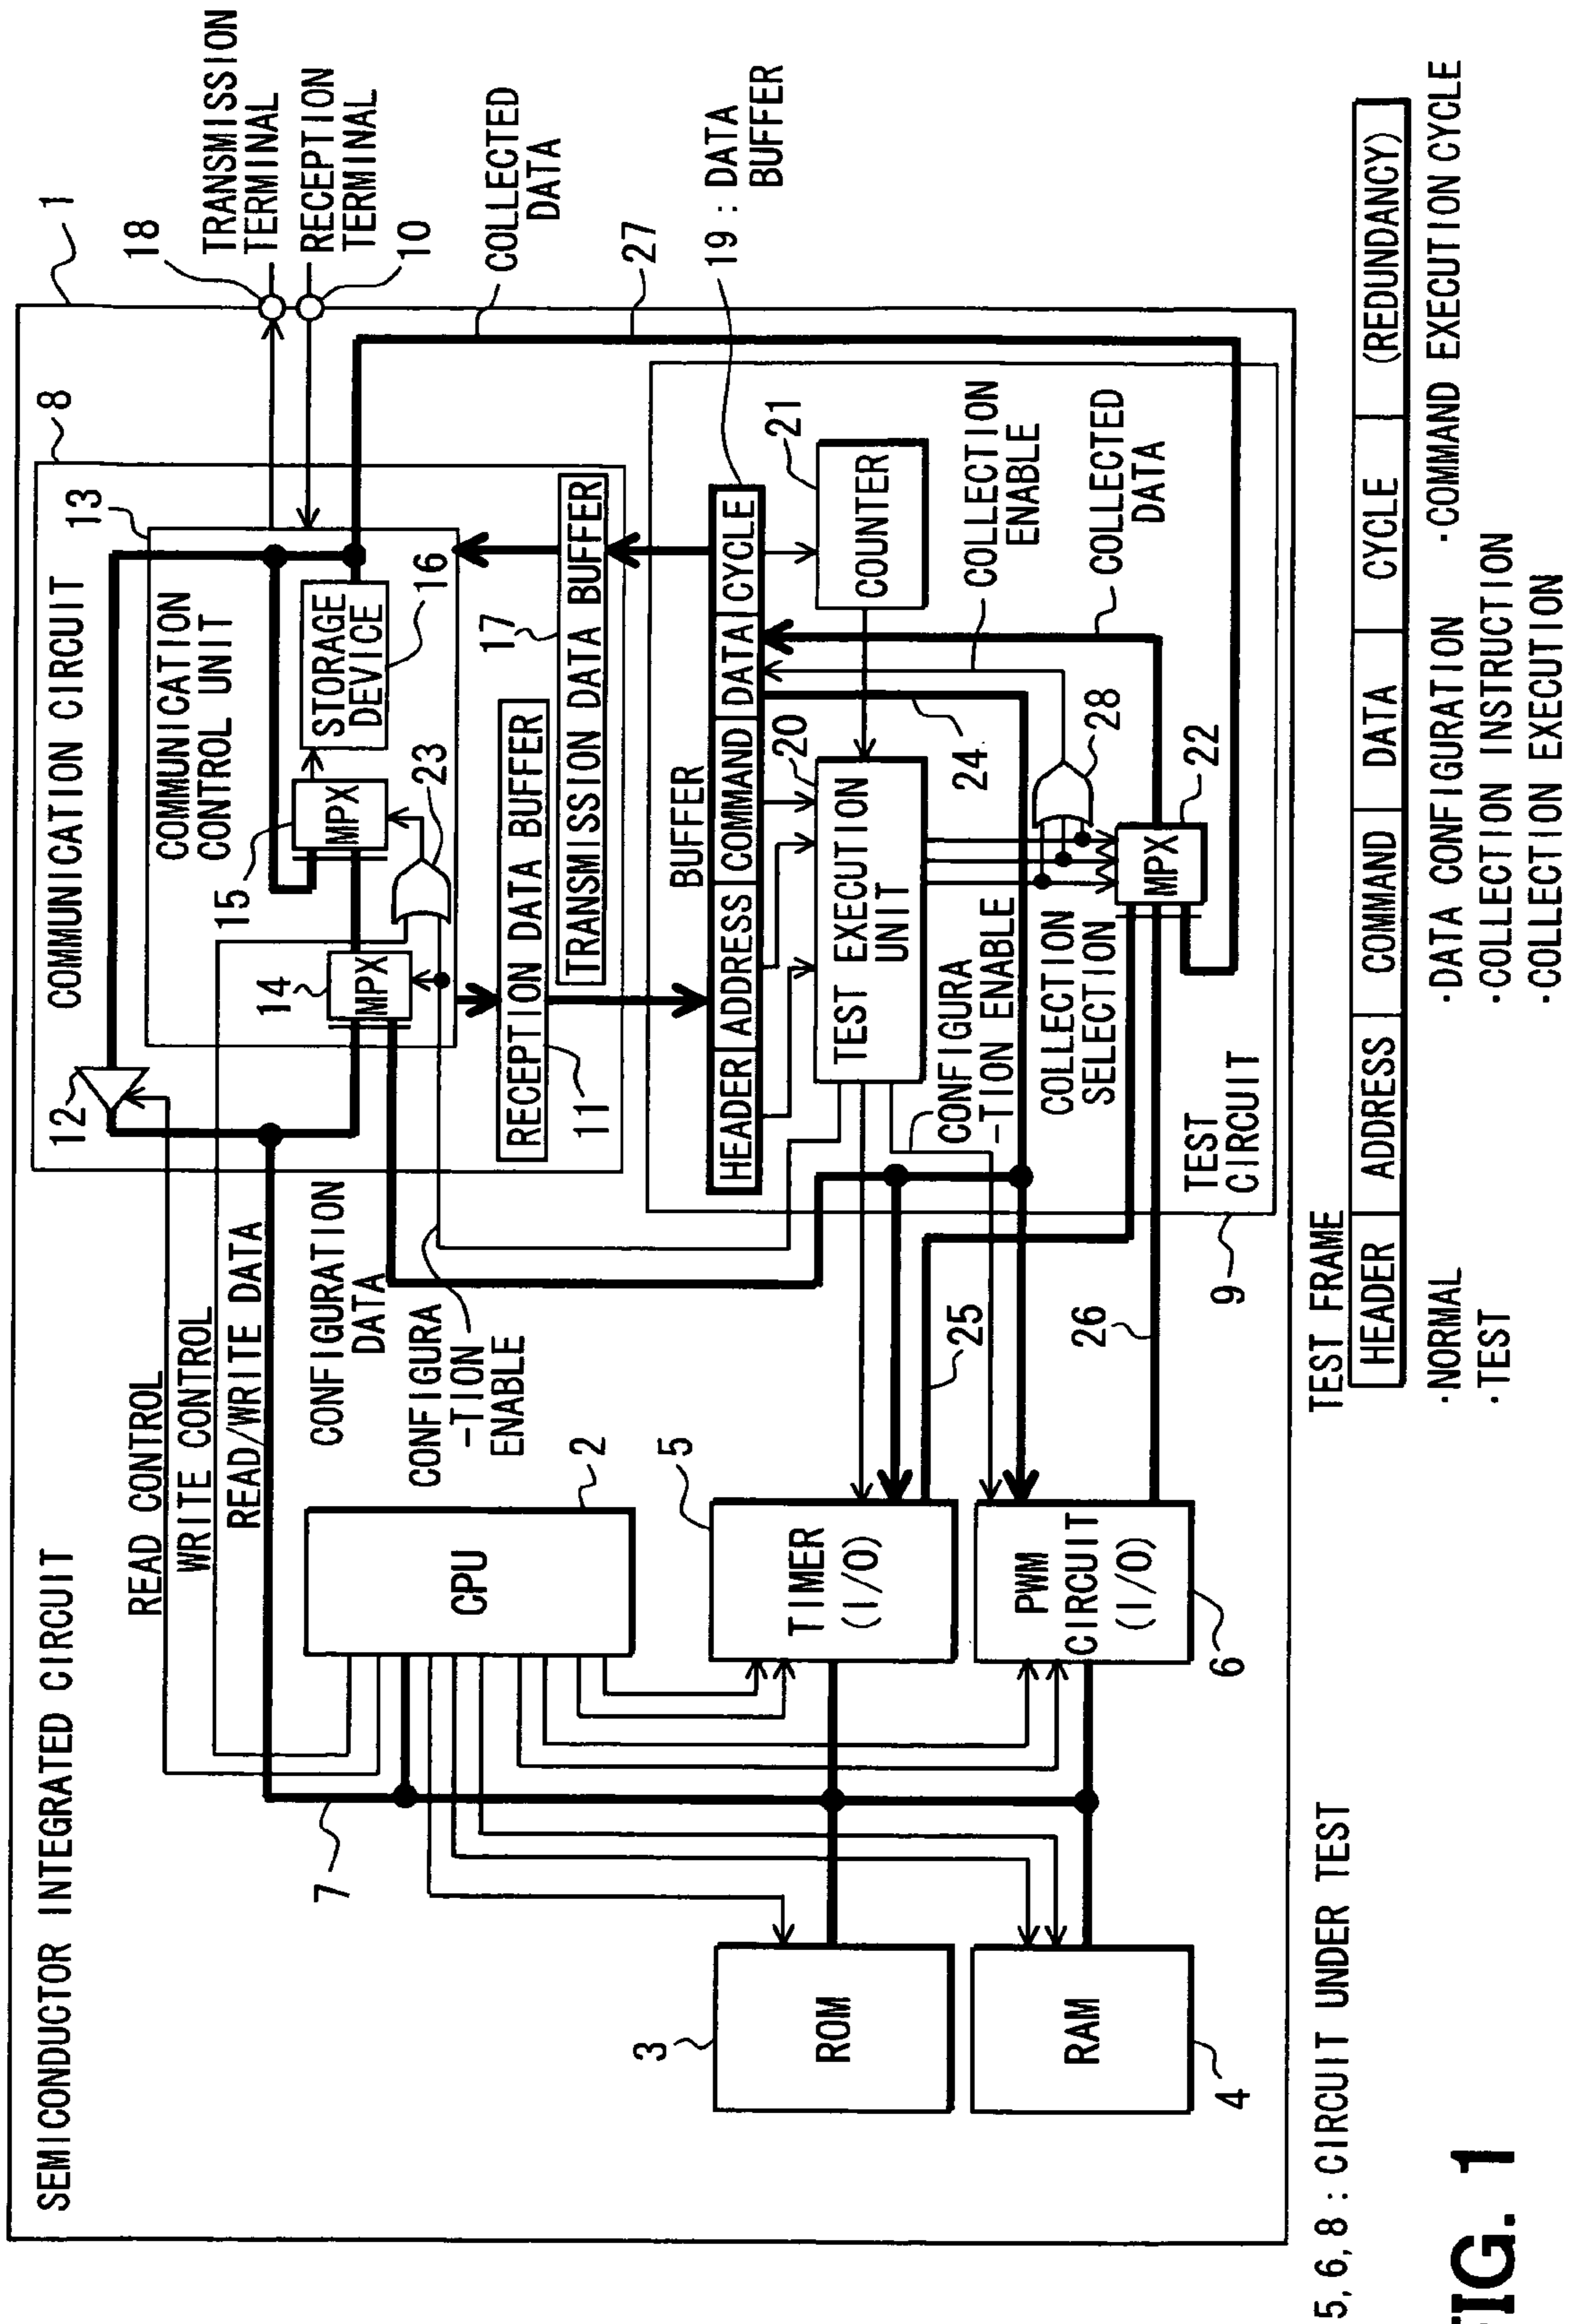 SEMICONDUCTOR INTEGRATED CIRCUIT
1
READ CONTROL
WRITE CONTROL
READ/WRITE DATA
CONFIGURATION
DATA
CONFIGURA
-TION
ENABLE
7
CPU
2
3
ROM
4
RAM
5
TIMER
(I/O)
PWM
CIRCUIT
(I/O)
6
COMMUNICATION CIRCUIT
8
12
13
COMMUNICATION
CONTROL UNIT
14
MPX
15
MPX
23
STORAGE
DEVICE
16
RECEPTION DATA BUFFER
11
17
TRANSMISSION DATA BUFFER
18
TRANSMISSION
TERMINAL
RECEPTION
TERMINAL
10
COLLECTED
DATA
27
19 : DATA
BUFFER
BUFFER
HEADER
ADDRESS
COMMAND
DATA
CYCLE
20
TEST EXECUTION
UNIT
21
COUNTER
24
COLLECTION
ENABLE
COLLECTED
DATA
CONFIGURA
-TION ENABLE
COLLECTION
SELECTION
28
22
MPX
TEST
CIRCUIT
9
25
26
TEST FRAME
HEADER
ADDRESS
COMMAND
DATA
CYCLE
(REDUNDANCY)
·NORMAL
·TEST
·DATA CONFIGURATION
·COLLECTION INSTRUCTION
·COLLECTION EXECUTION
·COMMAND EXECUTION CYCLE
5, 6, 8 : CIRCUIT UNDER TEST
FIG. 1